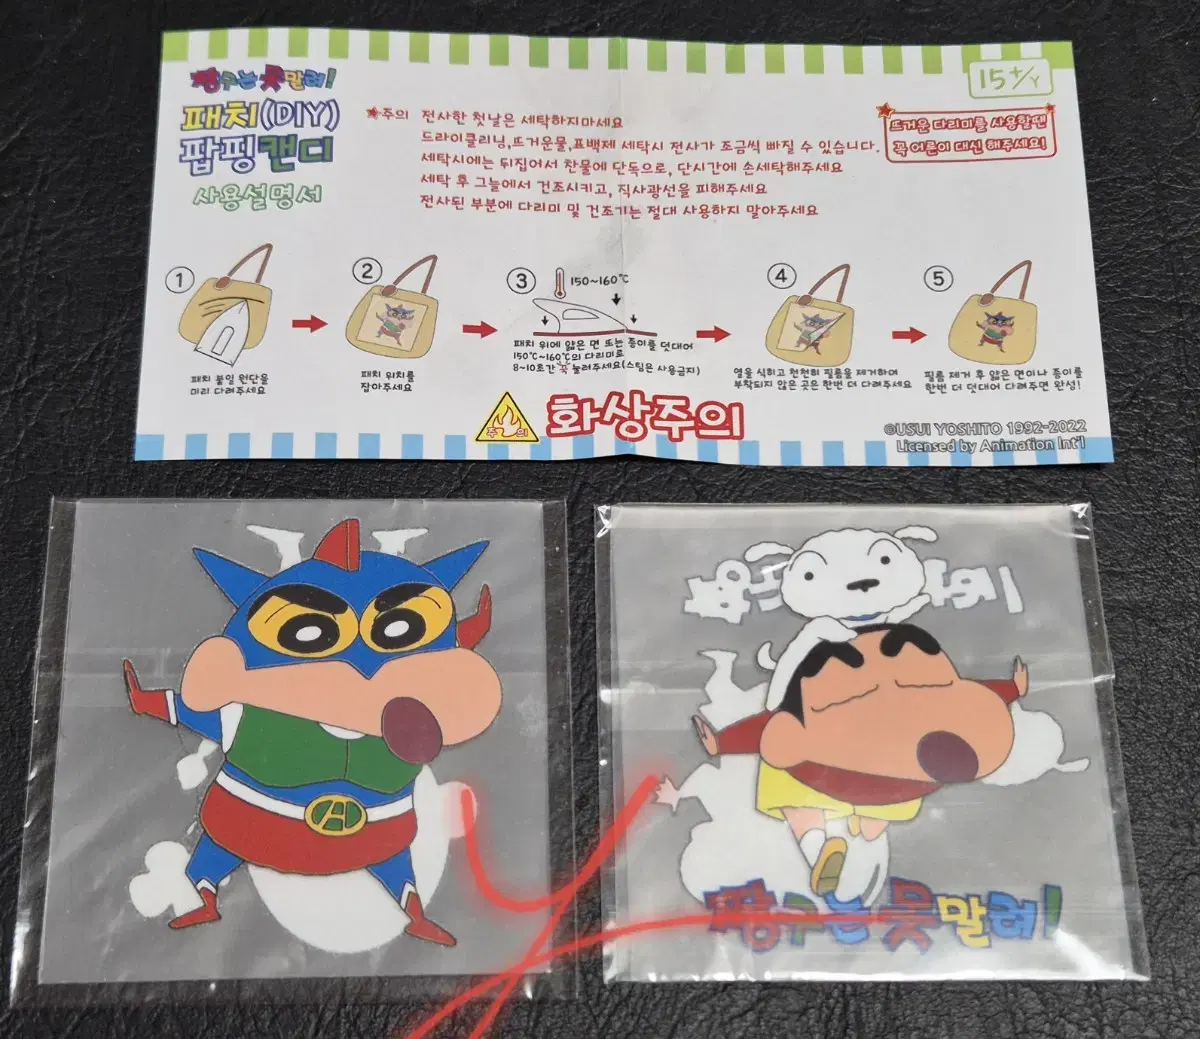 짱구는 못말려!
패치(DIY)
팝핑캔디
사용설명서
15+/Y
★주의 전사한 첫날은 세탁하지마세요
드라이클리닝,뜨거운물,표백제 세탁시 전사가 조금씩 빠질 수 있습니다.
세탁시에는 뒤집어서 찬물에 단독으로, 단시간에 손세탁해주세요
세탁 후 그늘에서 건조시키고, 직사광선을 피해주세요
전사된 부분에 다리미 및 건조기는 절대 사용하지 말아주세요
뜨거운 다리미를 사용할땐
꼭 어른이 대신 해주세요!
1
패치 붙일 원단을
미리 다려주세요
2
패치 위치를
잡아주세요
3
150~160℃
패치 위에 얇은 면 또는 종이를 덧대어
150℃~160℃의 다리미로
8~10초간 꾹 눌러주세요(스팀은 사용금지)
4
열을 식히고 천천히 필름을 제거하며
부착되지 않은 곳은 한번 더 다려주세요
5
필름 제거 후 얇은 면이나 종이를
한번 더 덧대어 다려주면 완성!
주의
화상주의
©USUI YOSHITO 1992-2022
Licensed by Animation Int'l
A
짱구는 못말려!